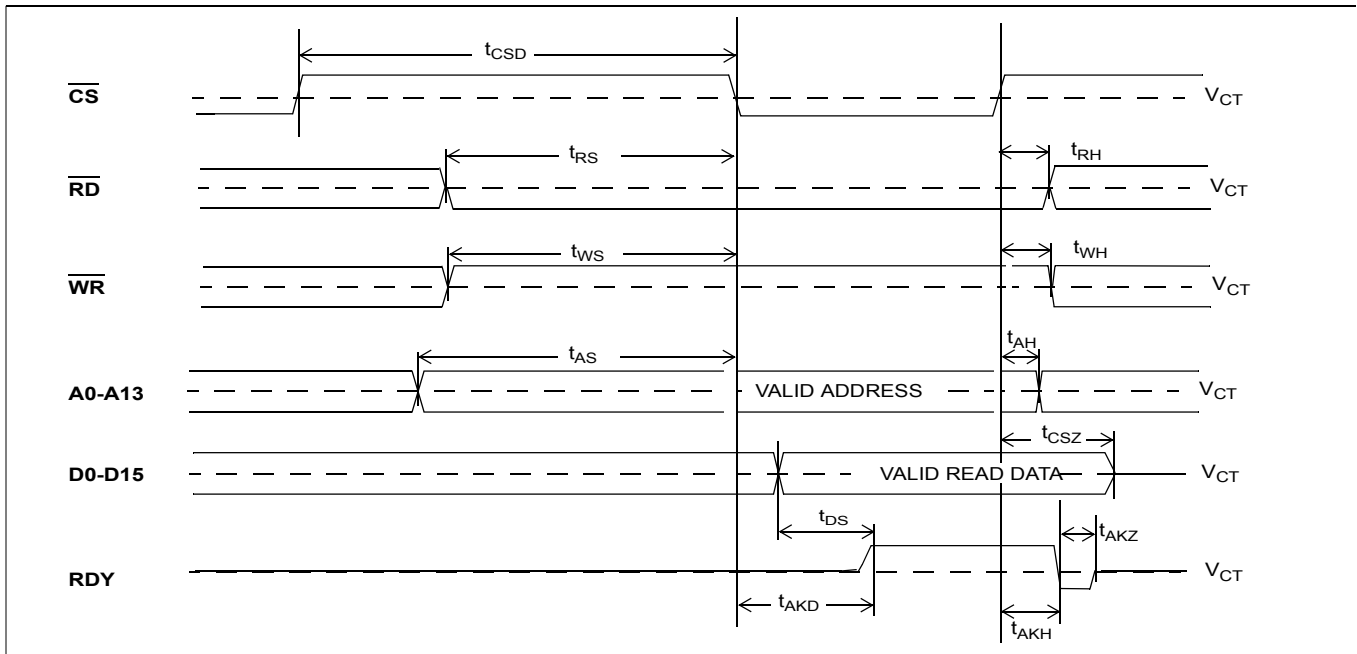 tCSD
CS
VCT
tRS
tRH
RD
VCT
tWS
tWH
WR
VCT
tAS
tAH
A0-A13
VALID ADDRESS
VCT
tCSZ
D0-D15
VALID READ DATA
VCT
tDS
tAKZ
RDY
VCT
tAKD
tAKH